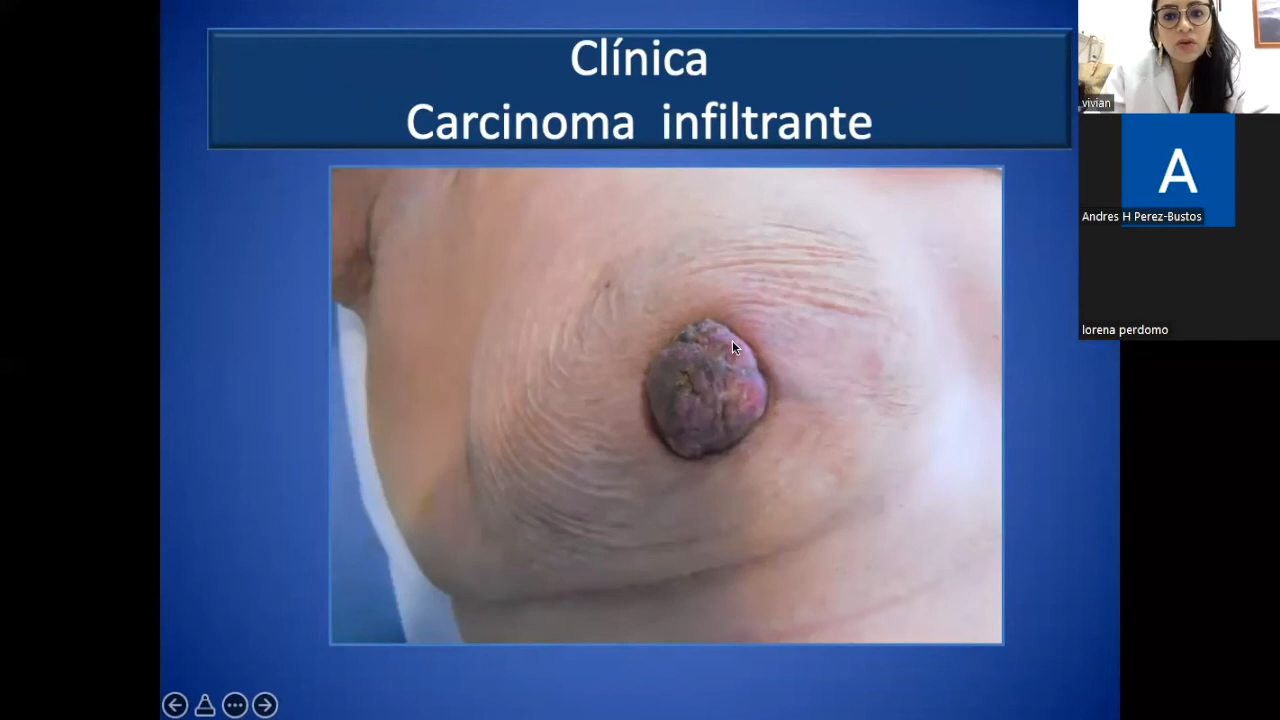 Clínica
Carcinoma infiltrante
vivian
A
Andres H Perez-Bustos
lorena perdomo